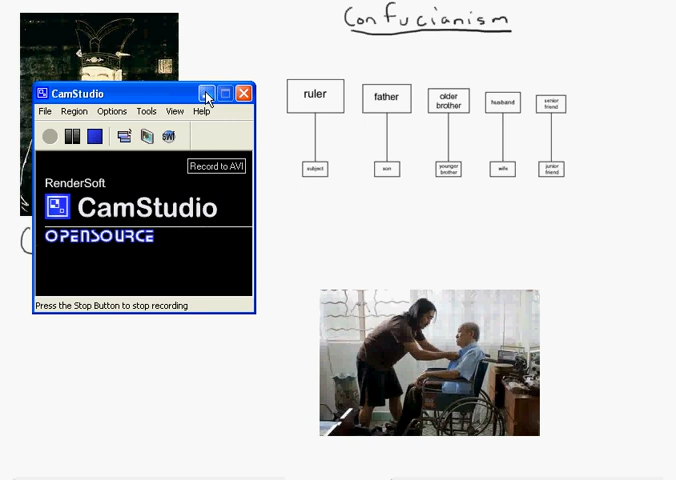 Confucianism
CamStudio
File Region Options Tools View Help
Record to AVI
RenderSoft
CamStudio
OPENSOURCE
Press the Stop Button to stop recording
ruler
father
older
brother
husband
senior
friend
subject
son
younger
brother
wife
junior
friend